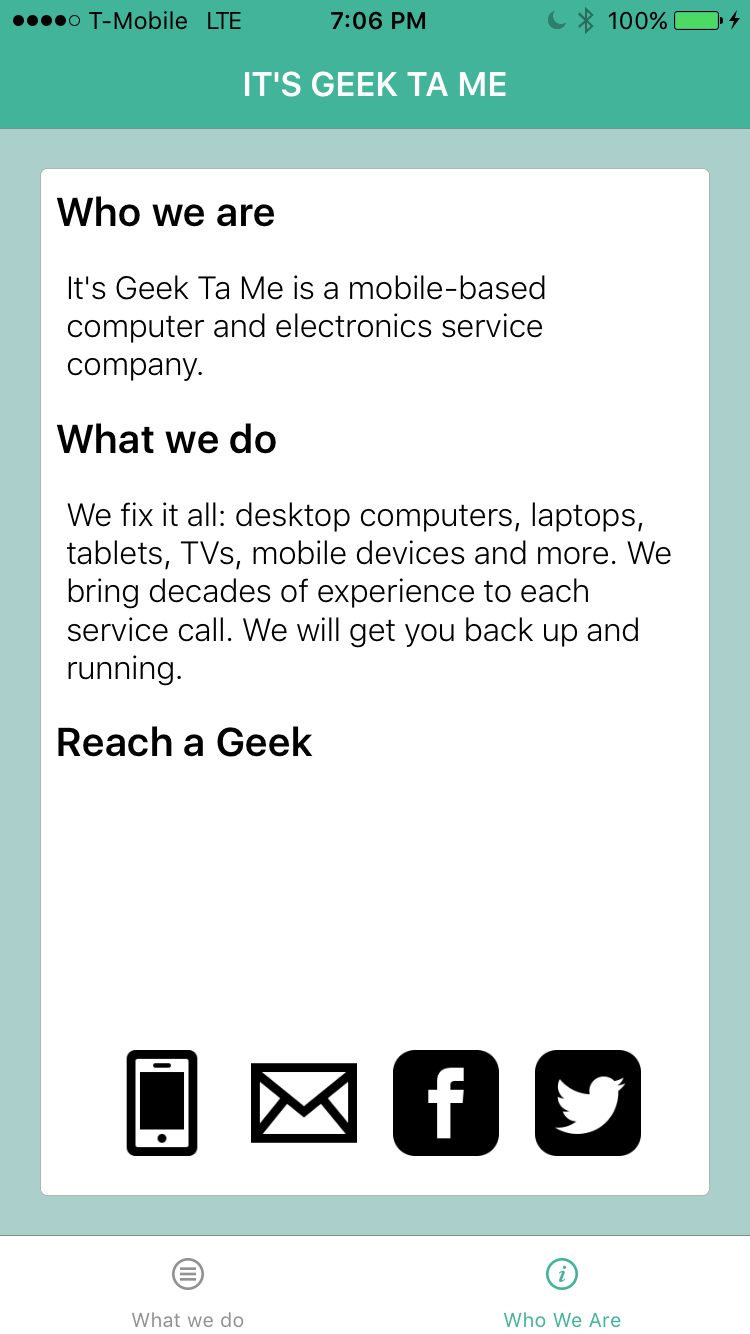 T-Mobile LTE 7:06 PM 100%
IT'S GEEK TA ME
Who we are
It's Geek Ta Me is a mobile-based
computer and electronics service
company.
What we do
We fix it all: desktop computers, laptops,
tablets, TVs, mobile devices and more. We
bring decades of experience to each
service call. We will get you back up and
running.
Reach a Geek
What we do Who We Are